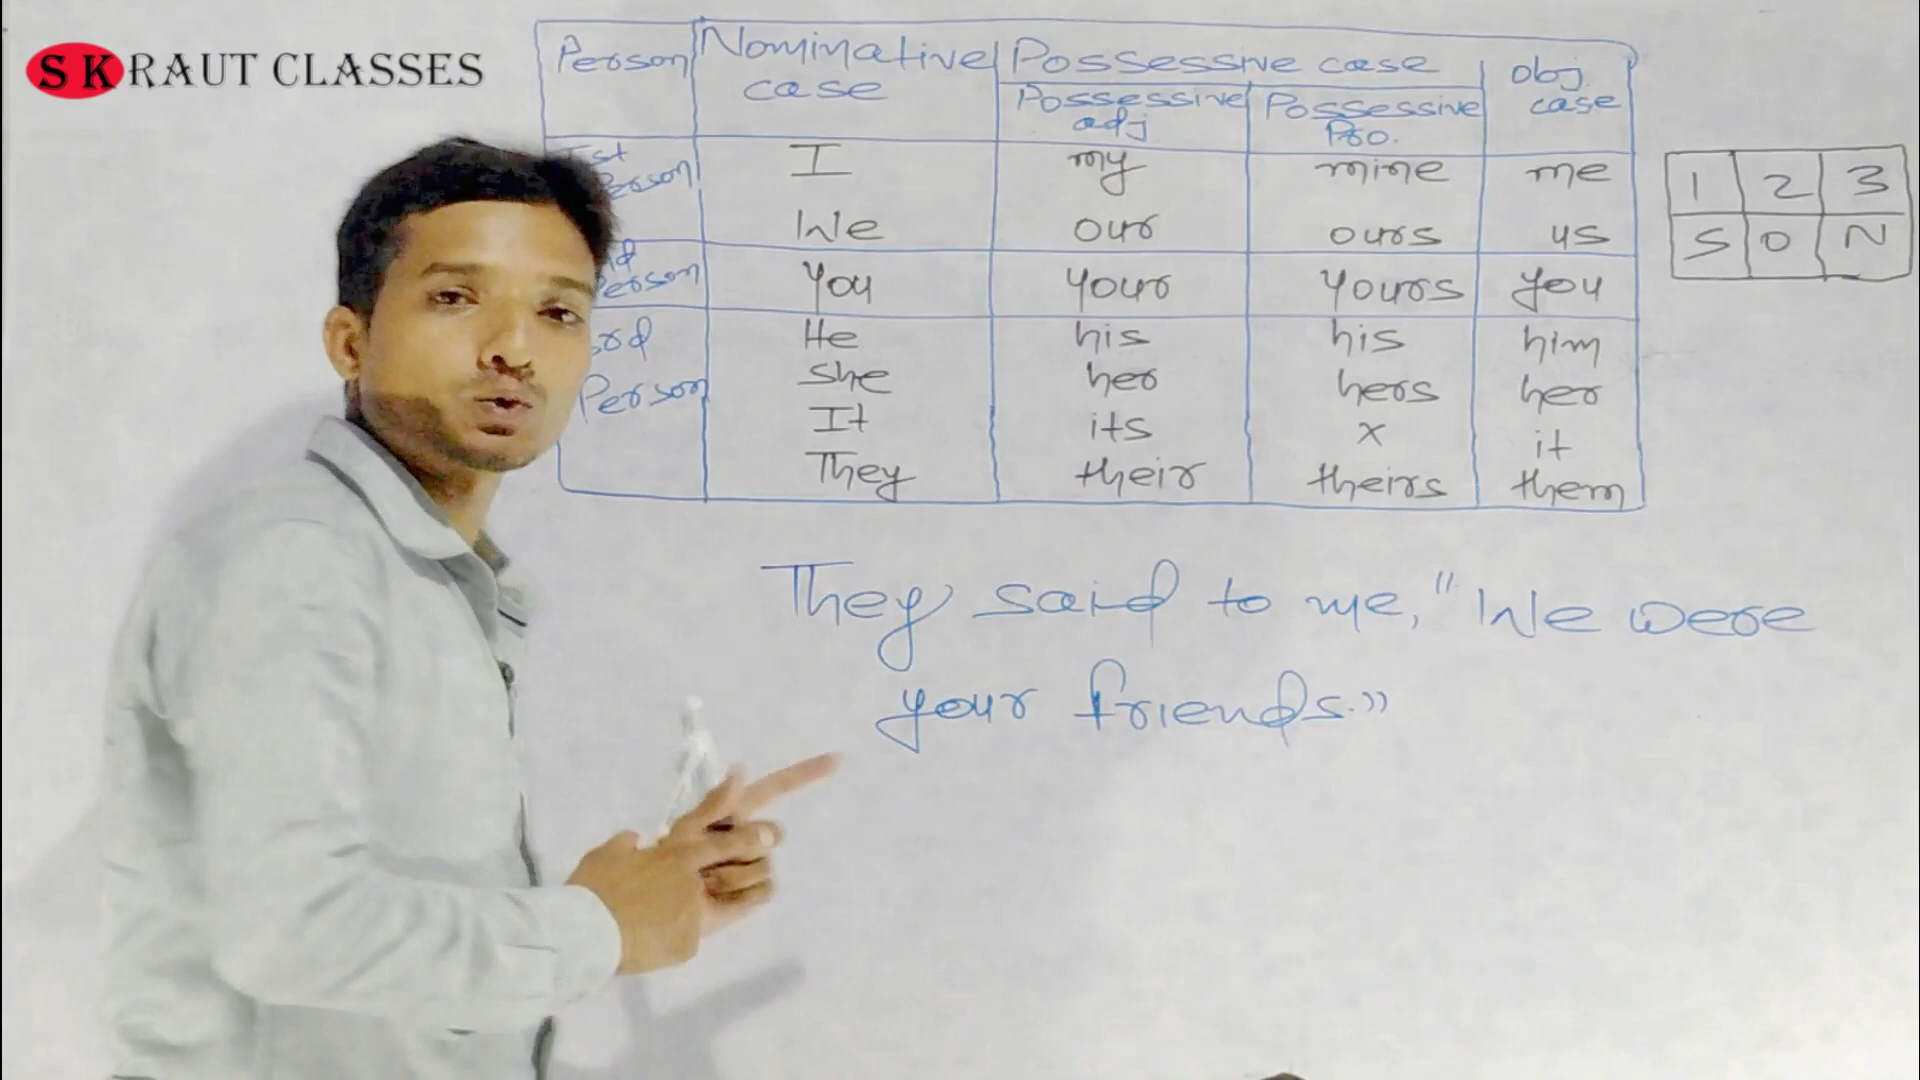 S K RAUT CLASSES
Person Nominative case Possessive case Obj. case
Possessive adj Possessive Pro.
Ist Person I my mine me
We our ours us
Person you your yours you
3rd Person He his his him
She her hers her
It its x it
They their theirs them
1 2 3
S O N
They said to me, "We were
your friends."